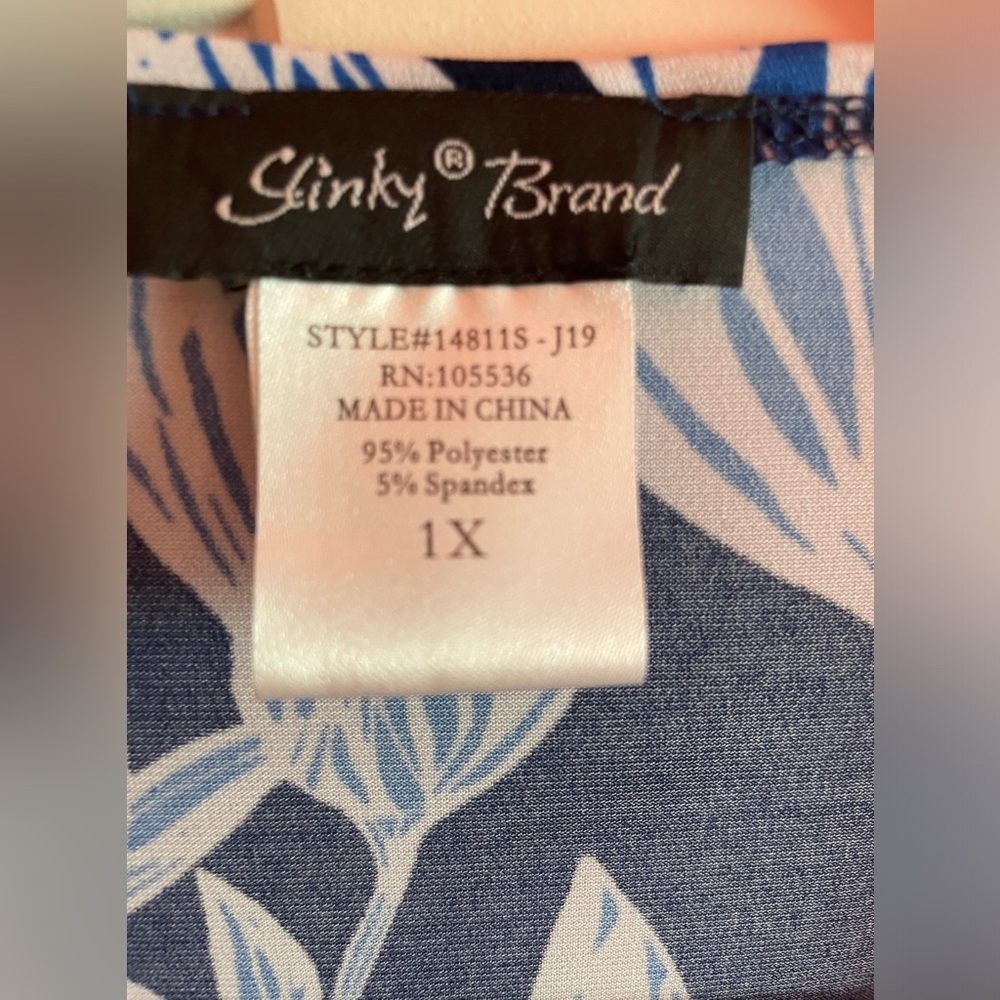 Slinky® Brand
STYLE#14811S - J19
RN:105536
MADE IN CHINA
95% Polyester
5% Spandex
1X